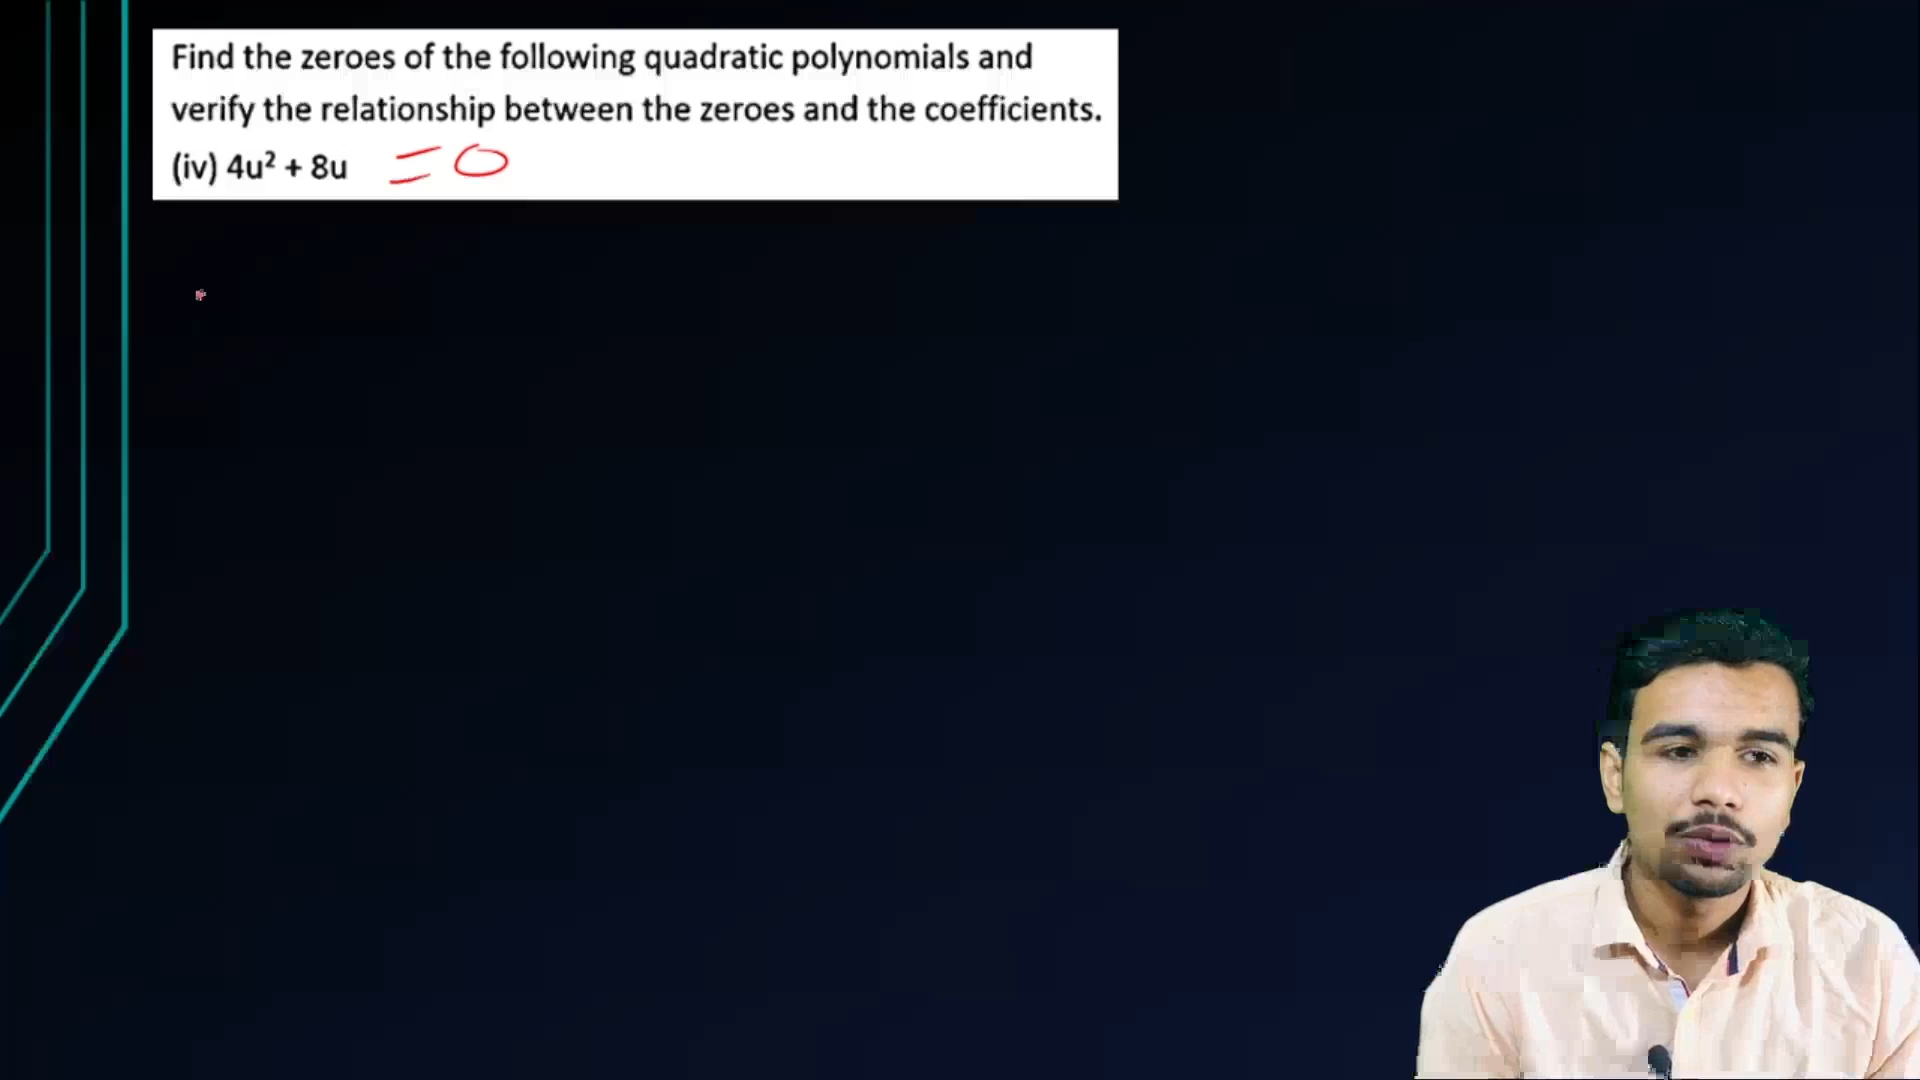 Find the zeroes of the following quadratic polynomials and
verify the relationship between the zeroes and the coefficients.
(iv) 4u² + 8u = 0